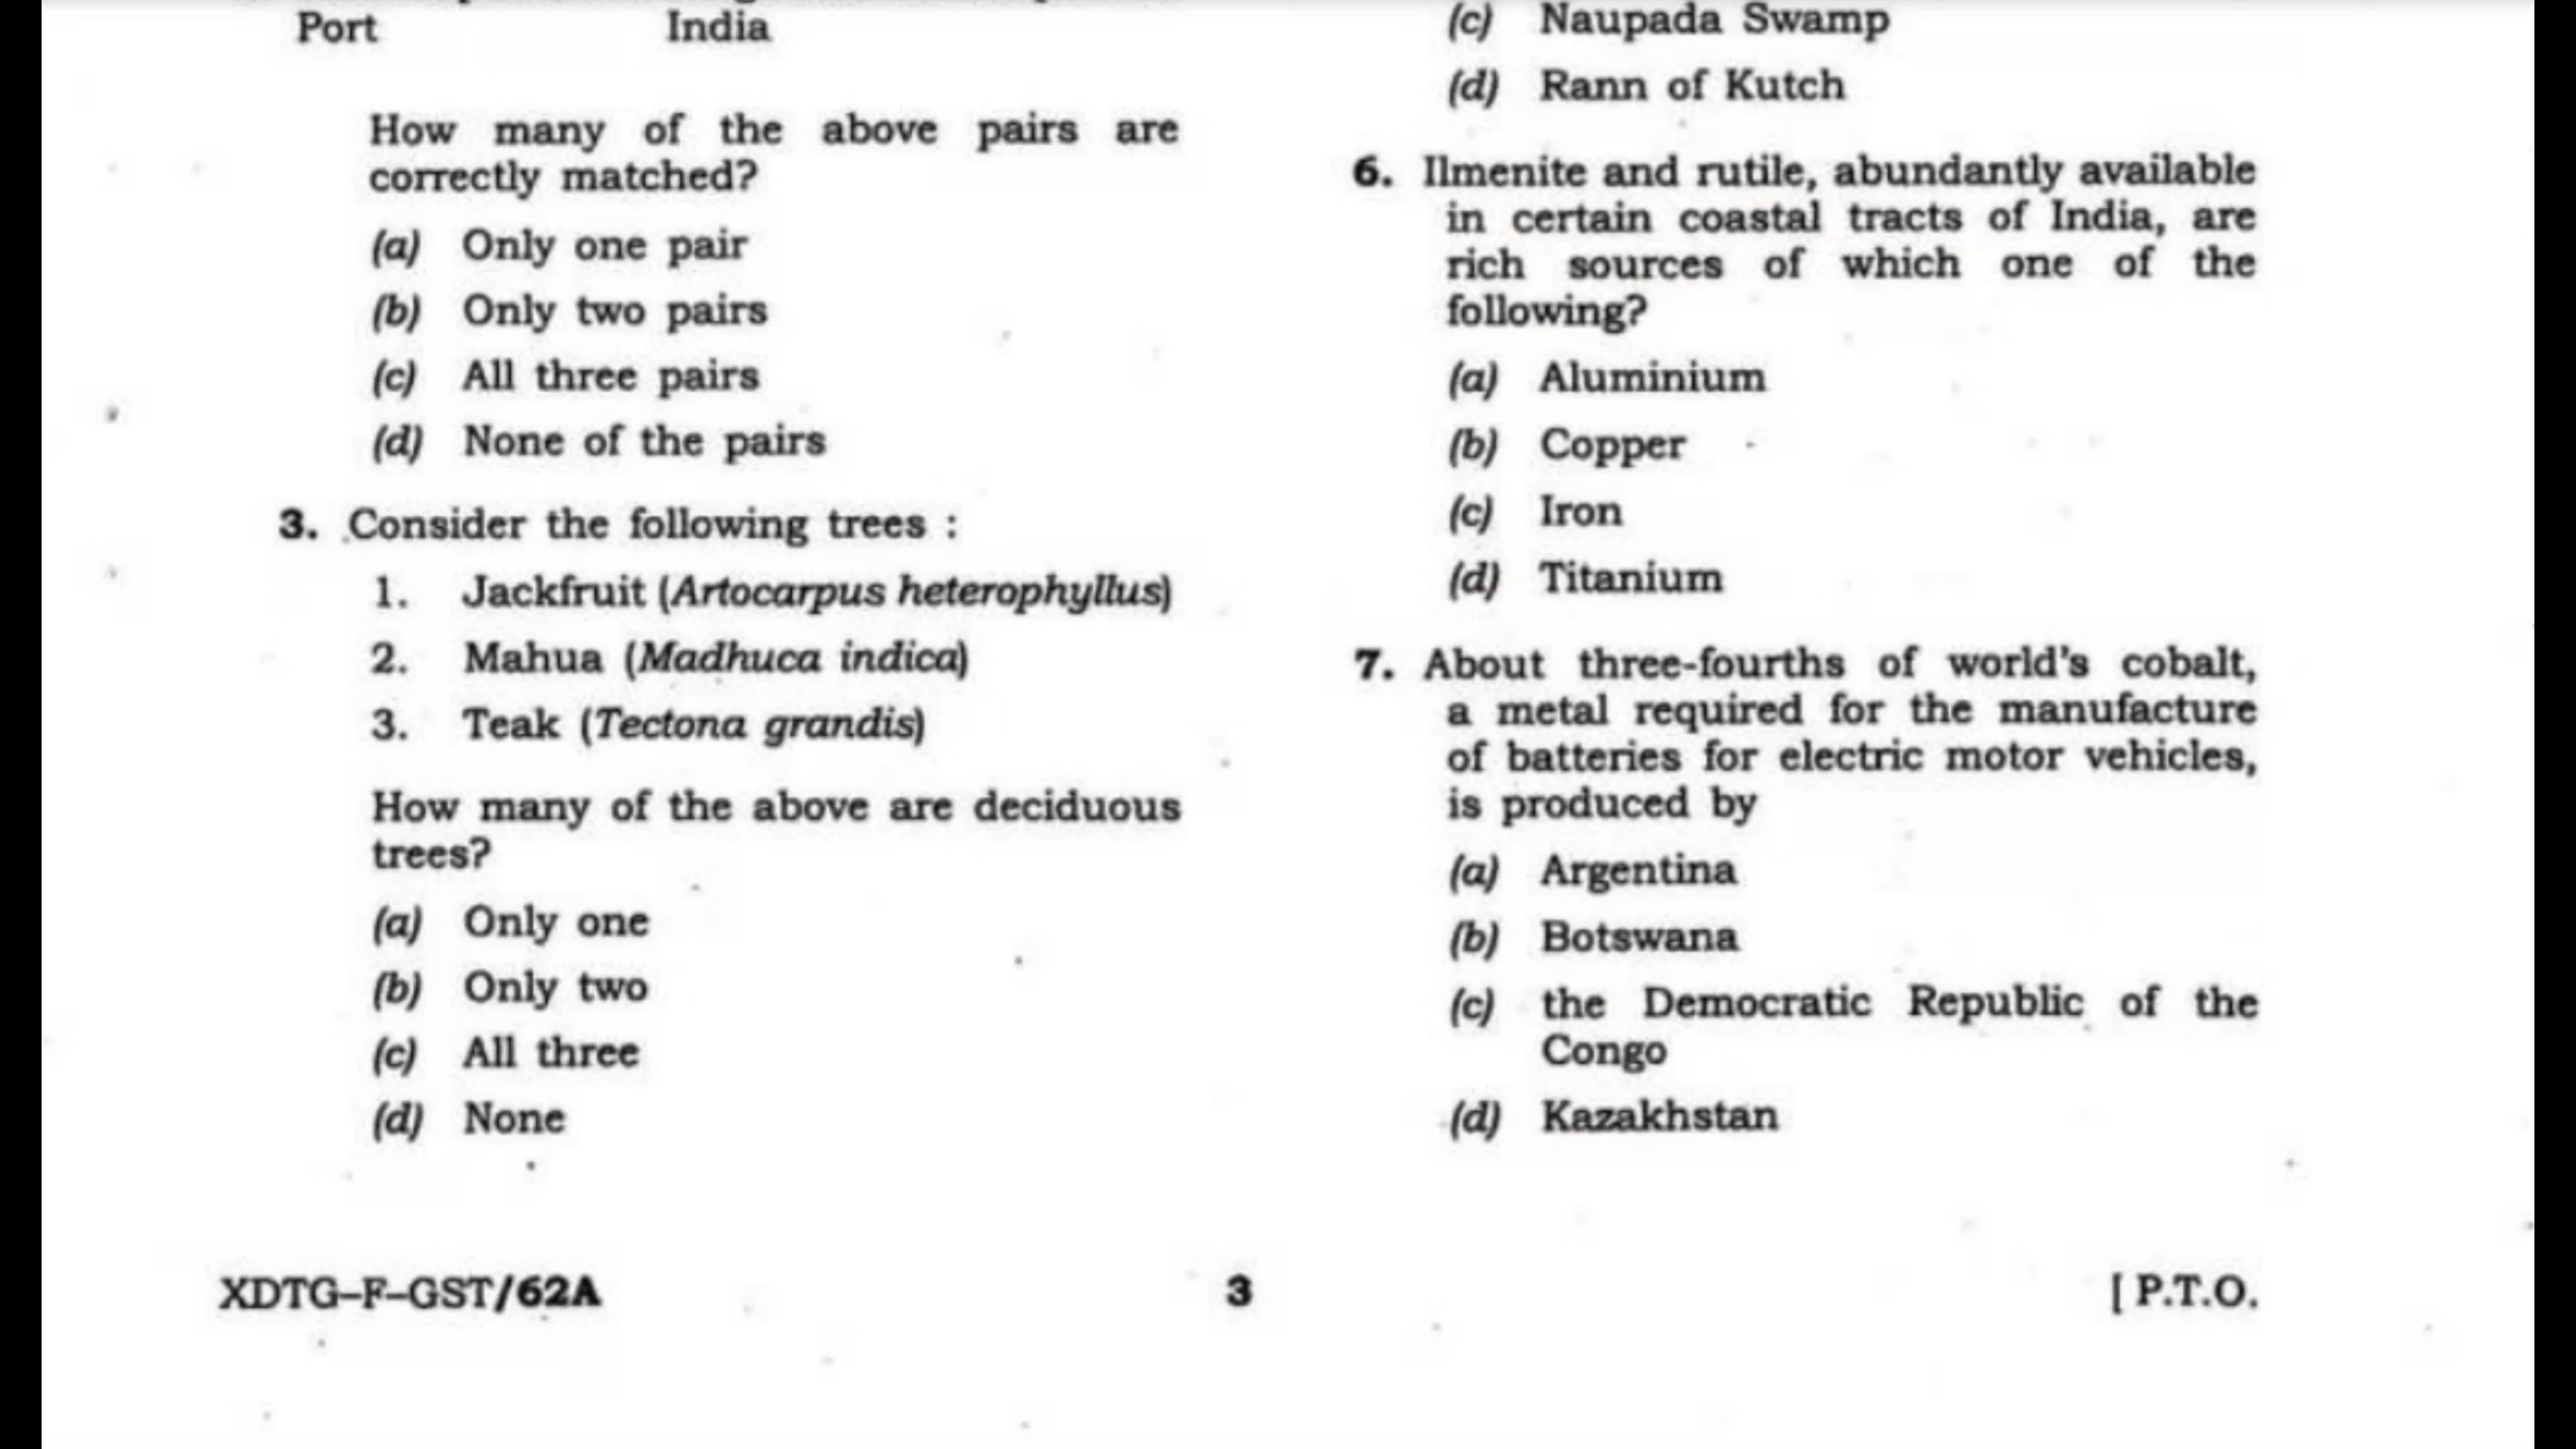 Port India
How many of the above pairs are
correctly matched?
(a) Only one pair
(b) Only two pairs
(c) All three pairs
(d) None of the pairs
3. Consider the following trees :
1. Jackfruit (Artocarpus heterophyllus)
2. Mahua (Madhuca indica)
3. Teak (Tectona grandis)
How many of the above are deciduous
trees?
(a) Only one
(b) Only two
(c) All three
(d) None
(c) Naupada Swamp
(d) Rann of Kutch
6. Ilmenite and rutile, abundantly available
in certain coastal tracts of India, are
rich sources of which one of the
following?
(a) Aluminium
(b) Copper
(c) Iron
(d) Titanium
7. About three-fourths of world's cobalt,
a metal required for the manufacture
of batteries for electric motor vehicles,
is produced by
(a) Argentina
(b) Botswana
(c) the Democratic Republic of the
Congo
(d) Kazakhstan
XDTG–F–GST/62A 3 [ P.T.O.